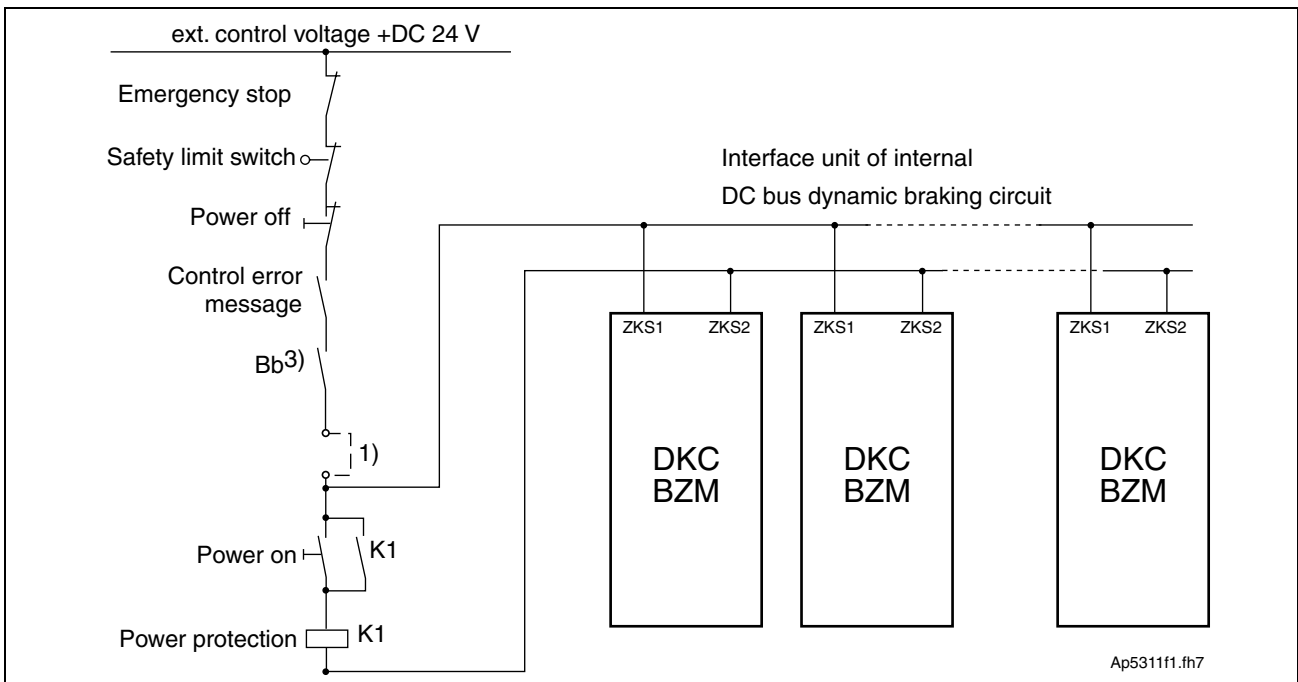 ext. control voltage +DC 24 V
Emergency stop
Safety limit switch
Power off
Control error
message
Bb3)
1)
Power on
K1
Power protection
K1
Interface unit of internal
DC bus dynamic braking circuit
ZKS1 ZKS2
DKC
BZM
ZKS1 ZKS2
DKC
BZM
ZKS1 ZKS2
DKC
BZM
Ap5311f1.fh7